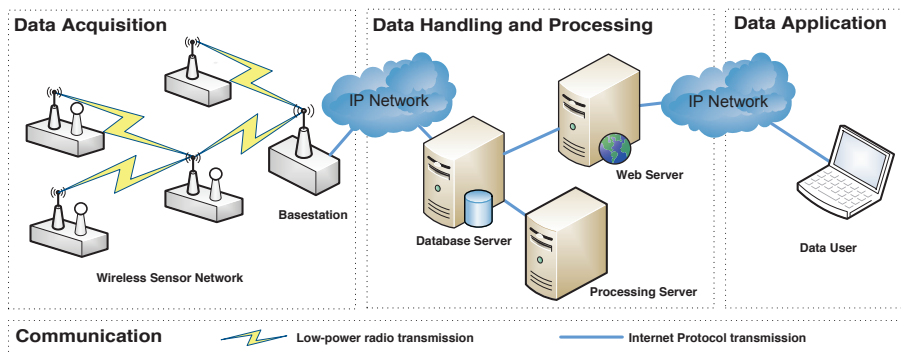 Data Acquisition
Data Handling and Processing
Data Application
IP Network
IP Network
Web Server
Basestation
Database Server
Data User
Wireless Sensor Network
Processing Server
Communication
Low-power radio transmission
Internet Protocol transmission